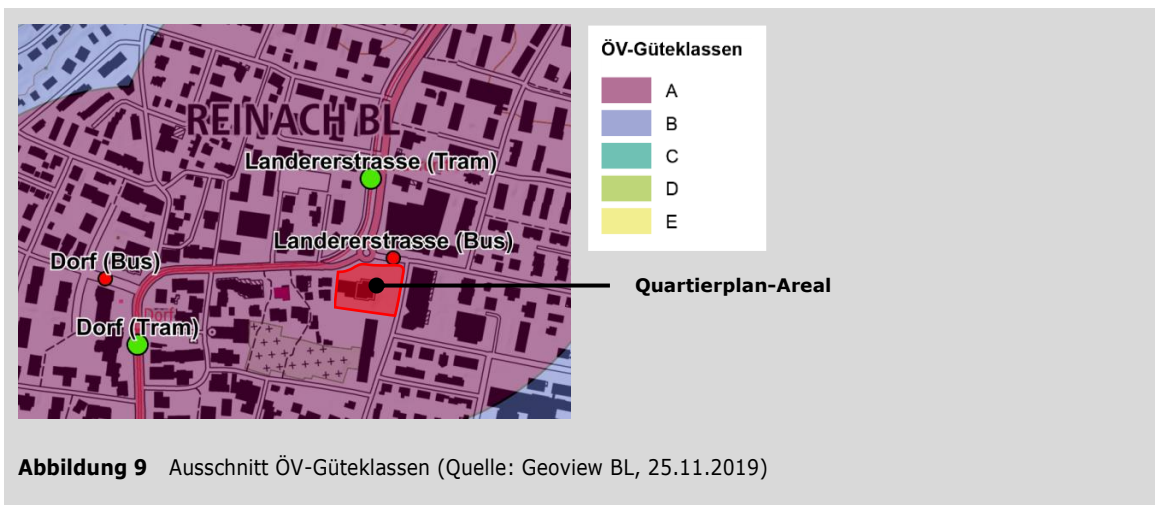 REINACH BL
Landererstrasse (Tram)
Landererstrasse (Bus)
Dorf (Bus)
Dorf
Dorf (Tram)
ÖV-Güteklassen
A
B
C
D
E
Quartierplan-Areal
Abbildung 9 Ausschnitt ÖV-Güteklassen (Quelle: Geoview BL, 25.11.2019)